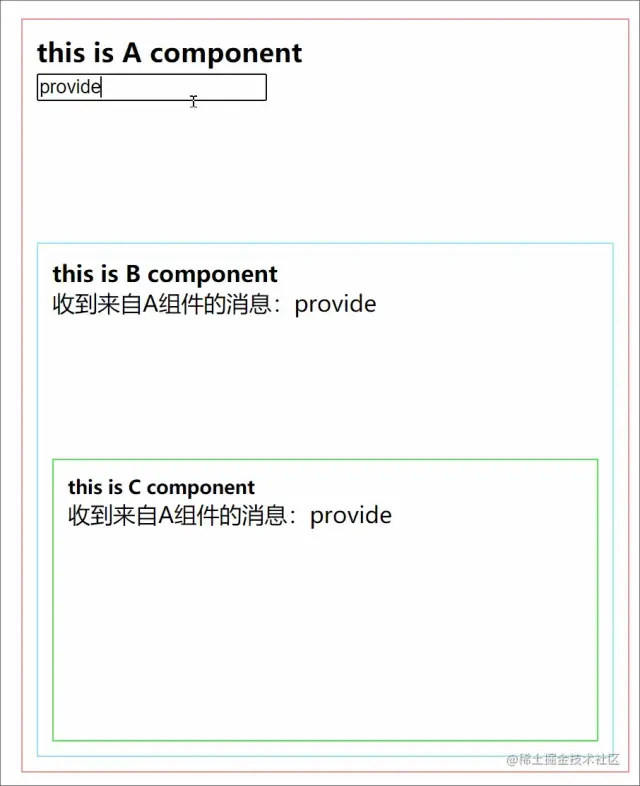 this is A component
provide
this is B component
收到来自A组件的消息：provide
this is C component
收到来自A组件的消息：provide
@稀土掘金技术社区